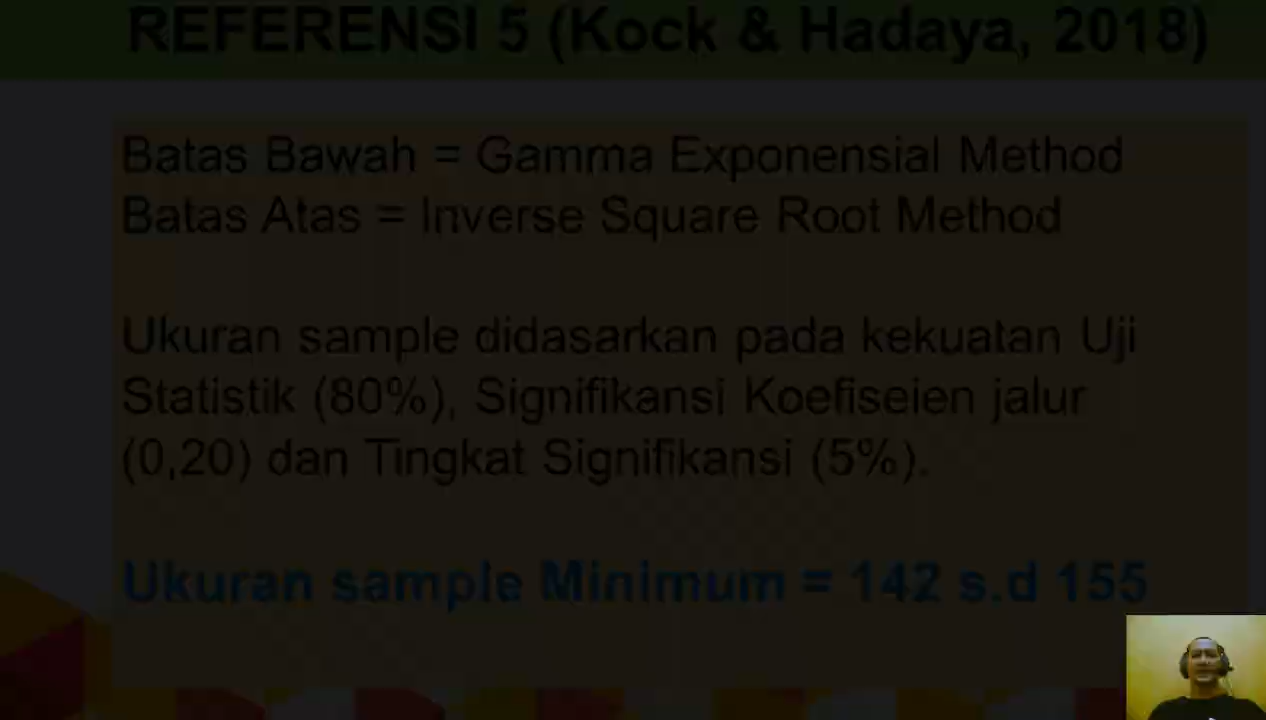 REFERENSI 5 (Kock & Hadaya, 2018)
Batas Bawah = Gamma Exponensial Method
Batas Atas = Inverse Square Root Method
Ukuran sample didasarkan pada kekuatan Uji
Statistik (80%), Signifikansi Koefiseien jalur
(0,20) dan Tingkat Signifikansi (5%).
Ukuran sample Minimum = 142 s.d 155